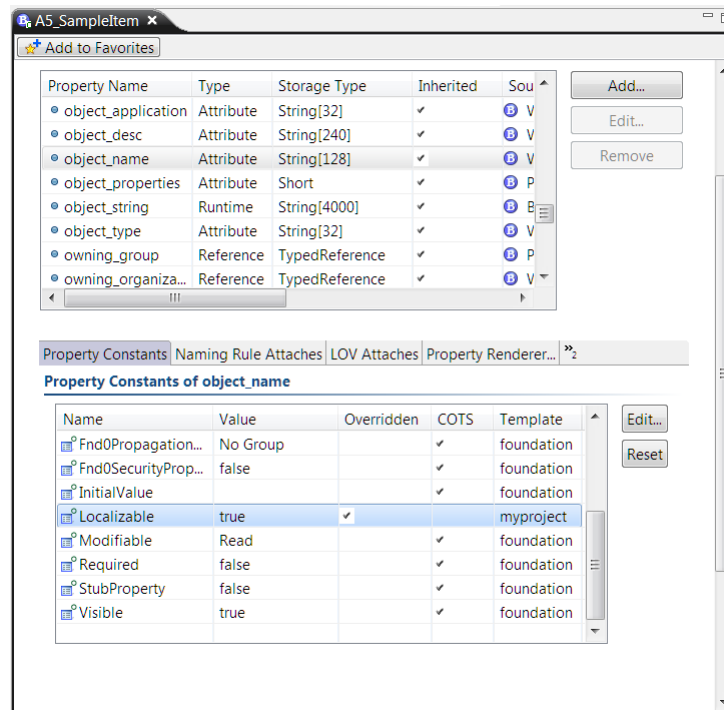 A5_SampleItem
Add to Favorites
Property Name Type Storage Type Inherited Sou
object_application Attribute String[32] V
object_desc Attribute String[240] V
object_name Attribute String[128] V
object_properties Attribute Short P
object_string Runtime String[4000] B
object_type Attribute String[32] V
owning_group Reference TypedReference P
owning_organiza... Reference TypedReference V
Add...
Edit...
Remove
Property Constants Naming Rule Attaches LOV Attaches Property Renderer... »2
Property Constants of object_name
Name Value Overridden COTS Template
Fnd0Propagation... No Group foundation
Fnd0SecurityProp... false foundation
InitialValue foundation
Localizable true myproject
Modifiable Read foundation
Required false foundation
StubProperty false foundation
Visible true foundation
Edit...
Reset